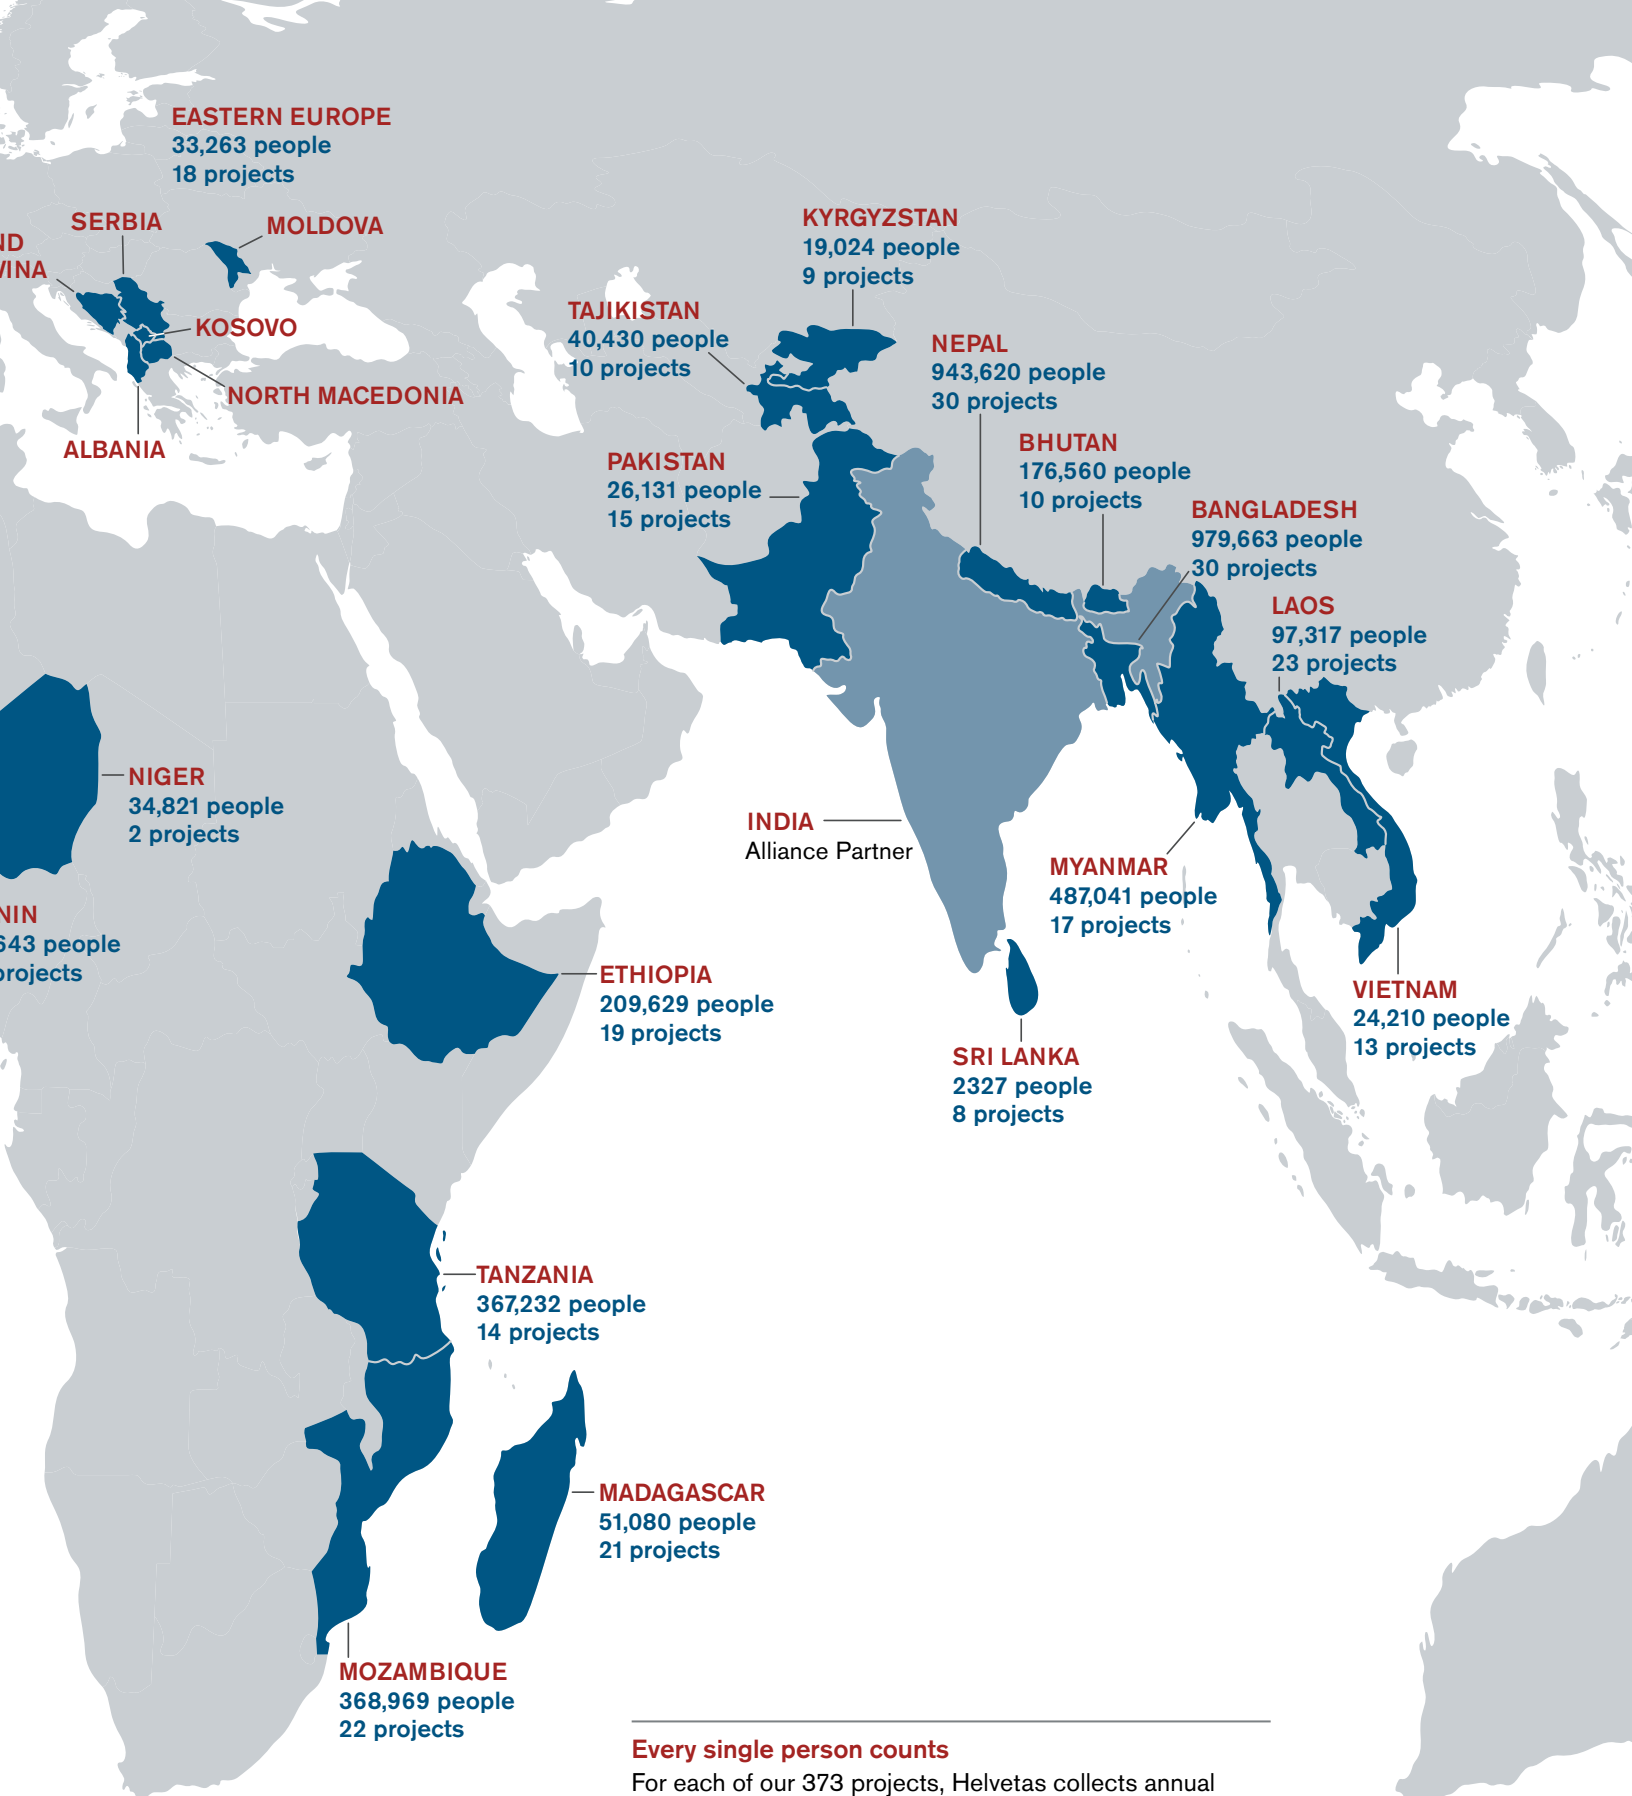 EASTERN EUROPE
33,263 people
18 projects
SERBIA
MOLDOVA
KOSOVO
NORTH MACEDONIA
ALBANIA
KYRGYZSTAN
19,024 people
9 projects
TAJIKISTAN
40,430 people
10 projects
NEPAL
943,620 people
30 projects
PAKISTAN
26,131 people
15 projects
BHUTAN
176,560 people
10 projects
BANGLADESH
979,663 people
30 projects
LAOS
97,317 people
23 projects
NIGER
34,821 people
2 projects
INDIA
Alliance Partner
MYANMAR
487,041 people
17 projects
people
projects
ETHIOPIA
209,629 people
19 projects
VIETNAM
24,210 people
13 projects
SRI LANKA
2327 people
8 projects
TANZANIA
367,232 people
14 projects
MADAGASCAR
51,080 people
21 projects
MOZAMBIQUE
368,969 people
22 projects
Every single person counts
For each of our 373 projects, Helvetas collects annual